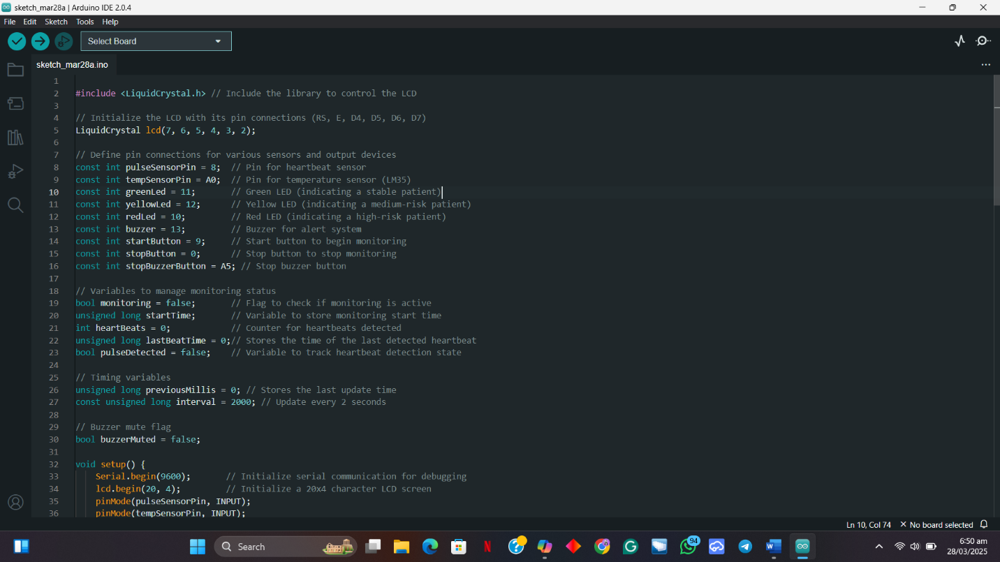 sketch_mar28a | Arduino IDE 2.0.4
File Edit Sketch Tools Help
Select Board
sketch_mar28a.ino
1
2 #include <LiquidCrystal.h> // Include the library to control the LCD
3
4 // Initialize the LCD with its pin connections (RS, E, D4, D5, D6, D7)
5 LiquidCrystal lcd(7, 6, 5, 4, 3, 2);
6
7 // Define pin connections for various sensors and output devices
8 const int pulseSensorPin = 8;  // Pin for heartbeat sensor
9 const int tempSensorPin = A0;  // Pin for temperature sensor (LM35)
10 const int greenLed = 11;       // Green LED (indicating a stable patient)
11 const int yellowLed = 12;      // Yellow LED (indicating a medium-risk patient)
12 const int redLed = 10;         // Red LED (indicating a high-risk patient)
13 const int buzzer = 13;         // Buzzer for alert system
14 const int startButton = 9;     // Start button to begin monitoring
15 const int stopButton = 0;      // Stop button to stop monitoring
16 const int stopBuzzerButton = A5; // Stop buzzer button
17
18 // Variables to manage monitoring status
19 bool monitoring = false;       // Flag to check if monitoring is active
20 unsigned long startTime;       // Variable to store monitoring start time
21 int heartBeats = 0;            // Counter for heartbeats detected
22 unsigned long lastBeatTime = 0;// Stores the time of the last detected heartbeat
23 bool pulseDetected = false;    // Variable to track heartbeat detection state
24
25 // Timing variables
26 unsigned long previousMillis = 0; // Stores the last update time
27 const unsigned long interval = 2000; // Update every 2 seconds
28
29 // Buzzer mute flag
30 bool buzzerMuted = false;
31
32 void setup() {
33     Serial.begin(9600);       // Initialize serial communication for debugging
34     lcd.begin(20, 4);         // Initialize a 20x4 character LCD screen
35     pinMode(pulseSensorPin, INPUT);
36     pinMode(tempSensorPin, INPUT);
Ln 10, Col 74 × No board selected
Search
94
6:50 am
28/03/2025